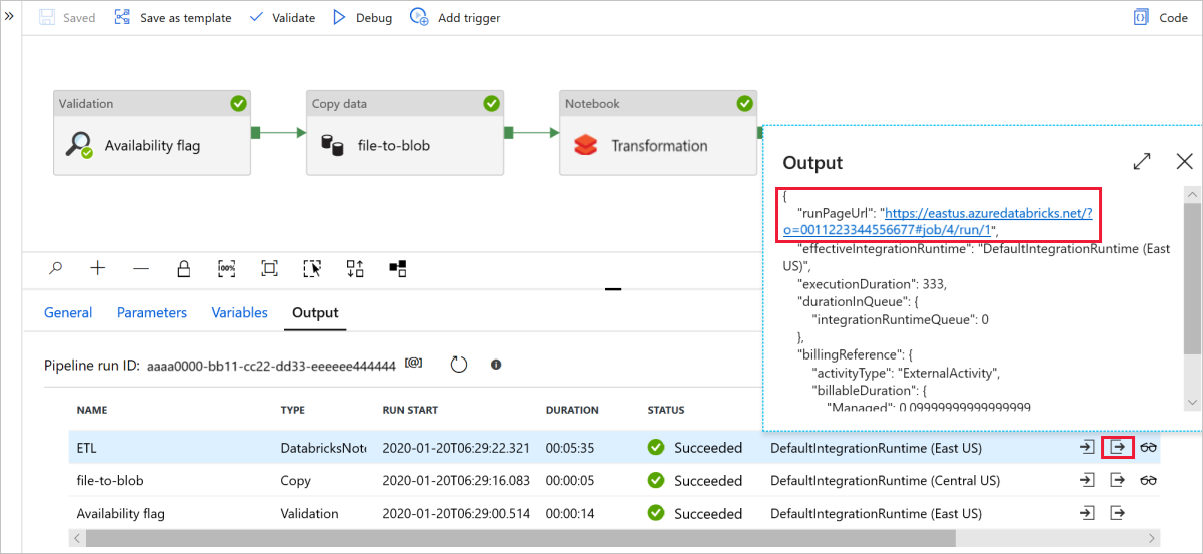 »
Saved
Save as template
Validate
Debug
Add trigger
Code
Validation
Availability flag
Copy data
file-to-blob
Notebook
Transformation
Output
{
"runPageUrl": "https://eastus.azuredatabricks.net/?
o=0011223344556677#job/4/run/1",
"effectiveIntegrationRuntime": "DefaultIntegrationRuntime (East
US)",
"executionDuration": 333,
"durationInQueue": {
"integrationRuntimeQueue": 0
},
"billingReference": {
"activityType": "ExternalActivity",
"billableDuration": {
"Managed": 0.09999999999999999
100%
General
Parameters
Variables
Output
Pipeline run ID: aaaa0000-bb11-cc22-dd33-eeeeee444444 [@]
NAME TYPE RUN START DURATION STATUS
ETL DatabricksNote 2020-01-20T06:29:22.321 00:05:35 Succeeded DefaultIntegrationRuntime (East US)
file-to-blob Copy 2020-01-20T06:29:16.083 00:00:05 Succeeded DefaultIntegrationRuntime (Central US)
Availability flag Validation 2020-01-20T06:29:00.514 00:00:14 Succeeded DefaultIntegrationRuntime (East US)